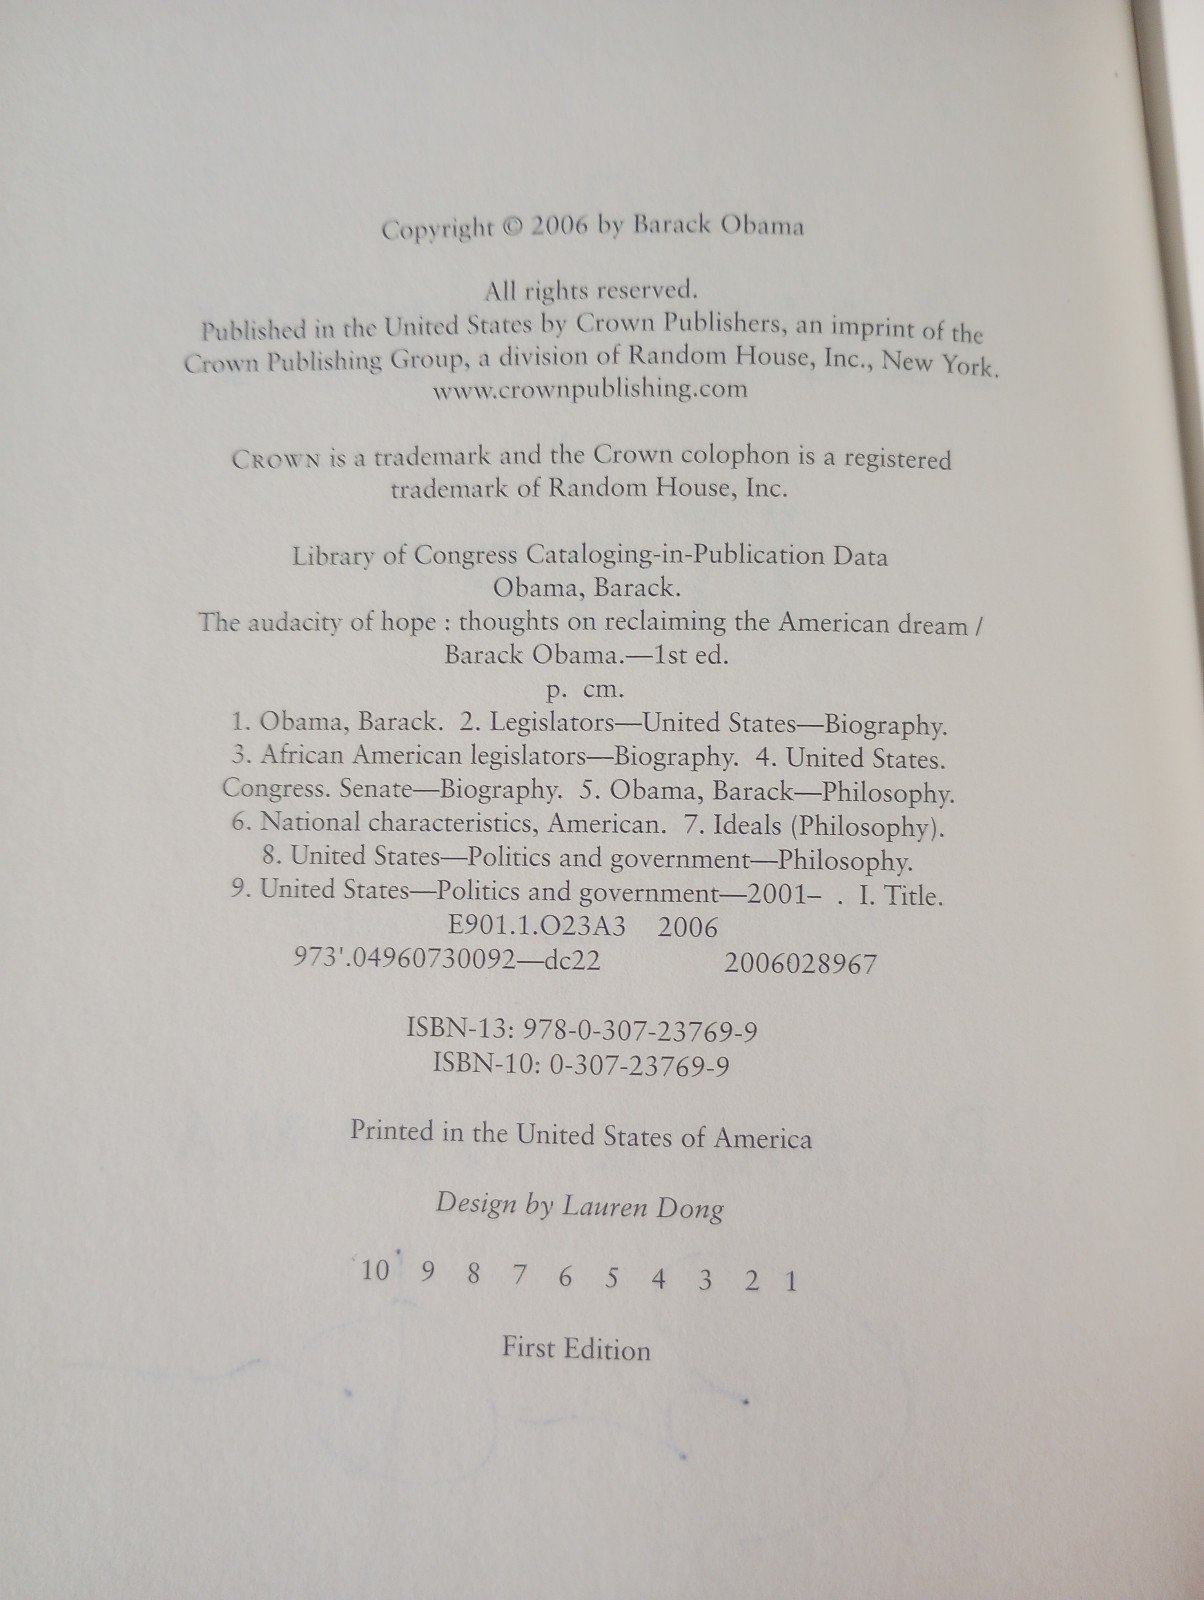 Copyright © 2006 by Barack Obama
All rights reserved.
Published in the United States by Crown Publishers, an imprint of the
Crown Publishing Group, a division of Random House, Inc., New York.
www.crownpublishing.com
CROWN is a trademark and the Crown colophon is a registered
trademark of Random House, Inc.
Library of Congress Cataloging-in-Publication Data
Obama, Barack.
The audacity of hope : thoughts on reclaiming the American dream /
Barack Obama.—1st ed.
p. cm.
1. Obama, Barack. 2. Legislators—United States—Biography.
3. African American legislators—Biography. 4. United States.
Congress. Senate—Biography. 5. Obama, Barack—Philosophy.
6. National characteristics, American. 7. Ideals (Philosophy).
8. United States—Politics and government—Philosophy.
9. United States—Politics and government—2001– . I. Title.
E901.1.O23A3 2006
973'.04960730092—dc22 2006028967
ISBN-13: 978-0-307-23769-9
ISBN-10: 0-307-23769-9
Printed in the United States of America
Design by Lauren Dong
10 9 8 7 6 5 4 3 2 1
First Edition